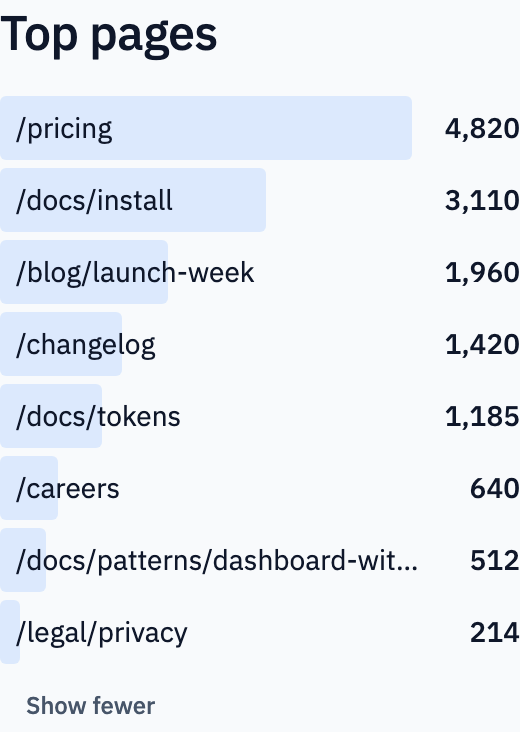 Top pages
/pricing 4,820
/docs/install 3,110
/blog/launch-week 1,960
/changelog 1,420
/docs/tokens 1,185
/careers 640
/docs/patterns/dashboard-wit... 512
/legal/privacy 214
Show fewer